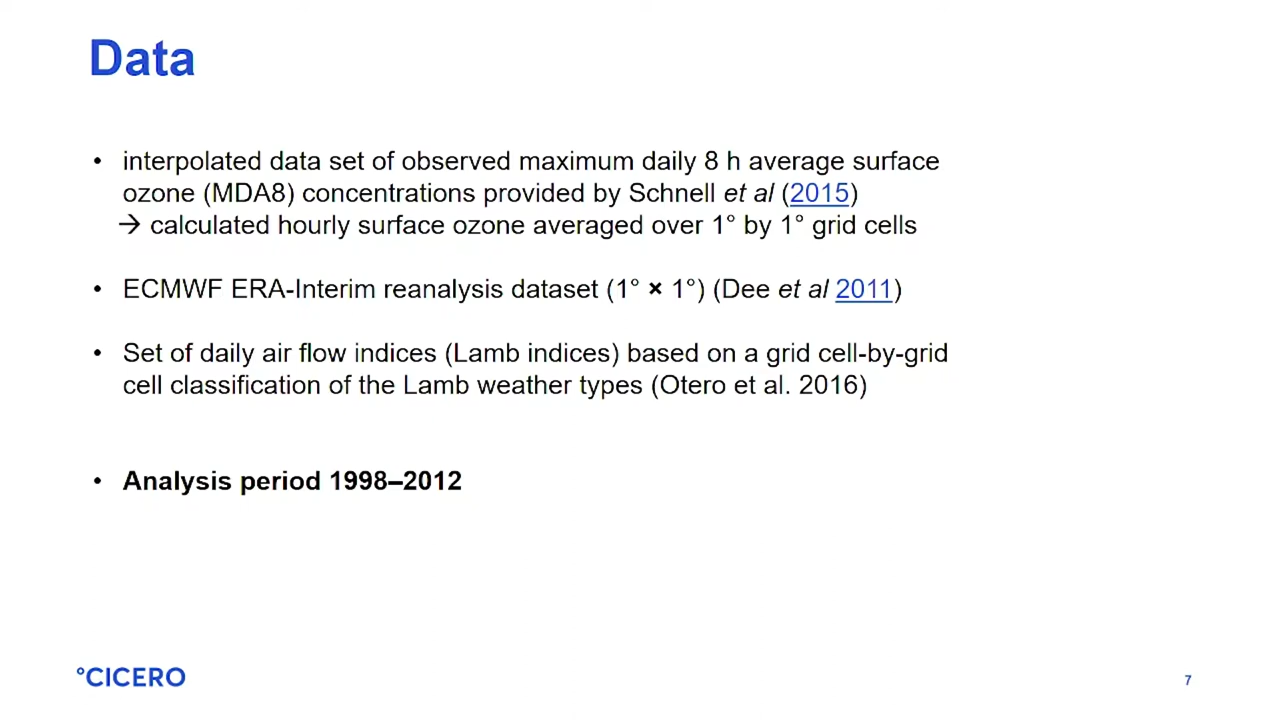 Data
• interpolated data set of observed maximum daily 8 h average surface
ozone (MDA8) concentrations provided by Schnell et al (2015)
→ calculated hourly surface ozone averaged over 1° by 1° grid cells
• ECMWF ERA-Interim reanalysis dataset (1° × 1°) (Dee et al 2011)
• Set of daily air flow indices (Lamb indices) based on a grid cell-by-grid
cell classification of the Lamb weather types (Otero et al. 2016)
• Analysis period 1998–2012
°CICERO
7